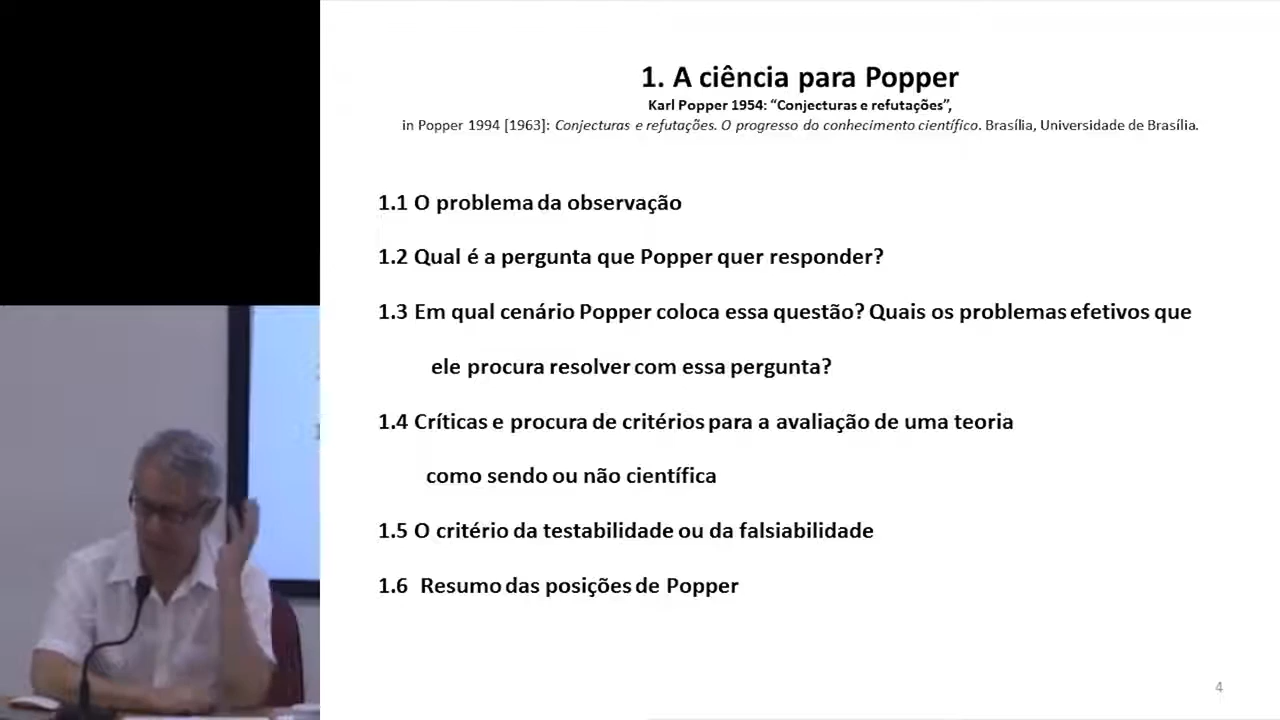 1. A ciência para Popper
Karl Popper 1954: “Conjecturas e refutações”,
in Popper 1994 [1963]: Conjecturas e refutações. O progresso do conhecimento científico. Brasília, Universidade de Brasília.
1.1 O problema da observação
1.2 Qual é a pergunta que Popper quer responder?
1.3 Em qual cenário Popper coloca essa questão? Quais os problemas efetivos que
ele procura resolver com essa pergunta?
1.4 Críticas e procura de critérios para a avaliação de uma teoria
como sendo ou não científica
1.5 O critério da testabilidade ou da falsiabilidade
1.6 Resumo das posições de Popper
4